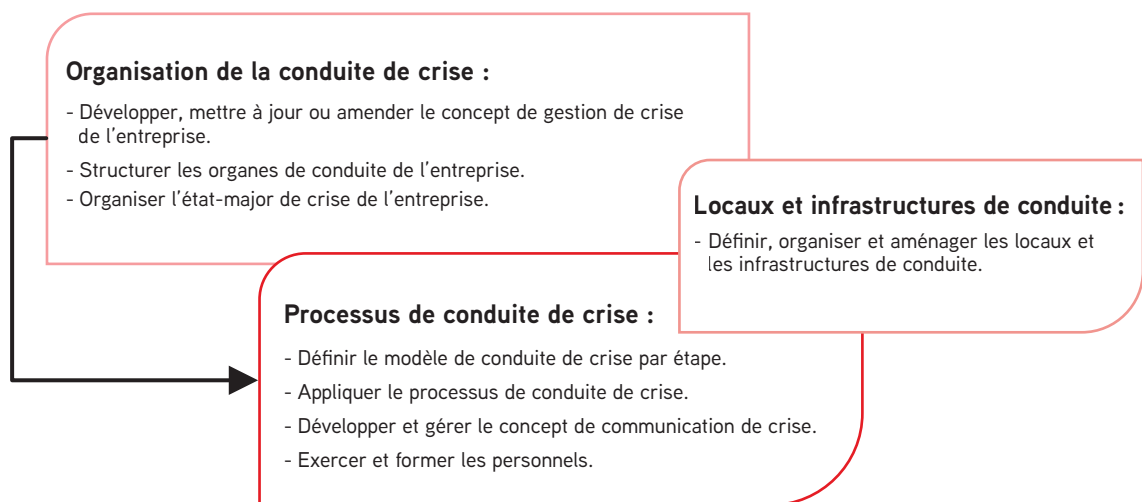 Organisation de la conduite de crise :
- Développer, mettre à jour ou amender le concept de gestion de crise
de l'entreprise.
- Structurer les organes de conduite de l'entreprise.
- Organiser l'état-major de crise de l'entreprise.
Locaux et infrastructures de conduite :
- Définir, organiser et aménager les locaux et
les infrastructures de conduite.
Processus de conduite de crise :
- Définir le modèle de conduite de crise par étape.
- Appliquer le processus de conduite de crise.
- Développer et gérer le concept de communication de crise.
- Exercer et former les personnels.